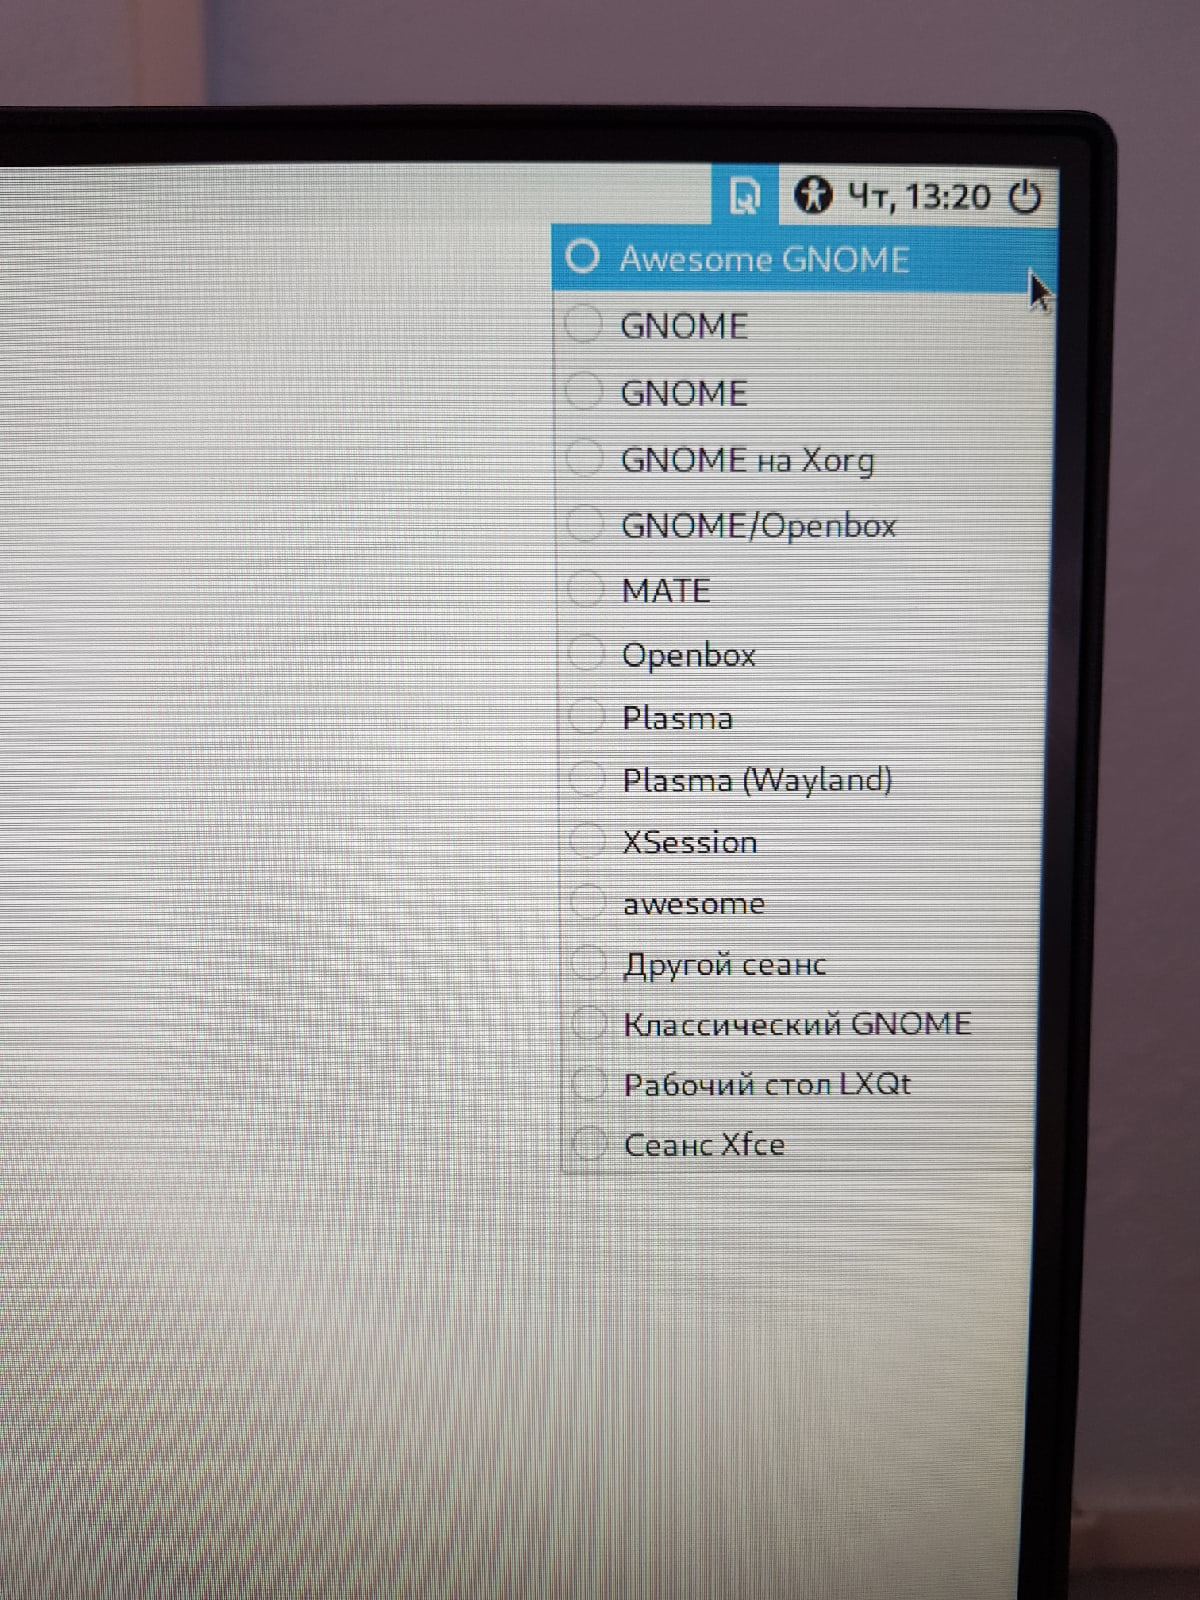 Чт, 13:20
Awesome GNOME
GNOME
GNOME
GNOME на Xorg
GNOME/Openbox
MATE
Openbox
Plasma
Plasma (Wayland)
XSession
awesome
Другой сеанс
Классический GNOME
Рабочий стол LXQt
Сеанс Xfce